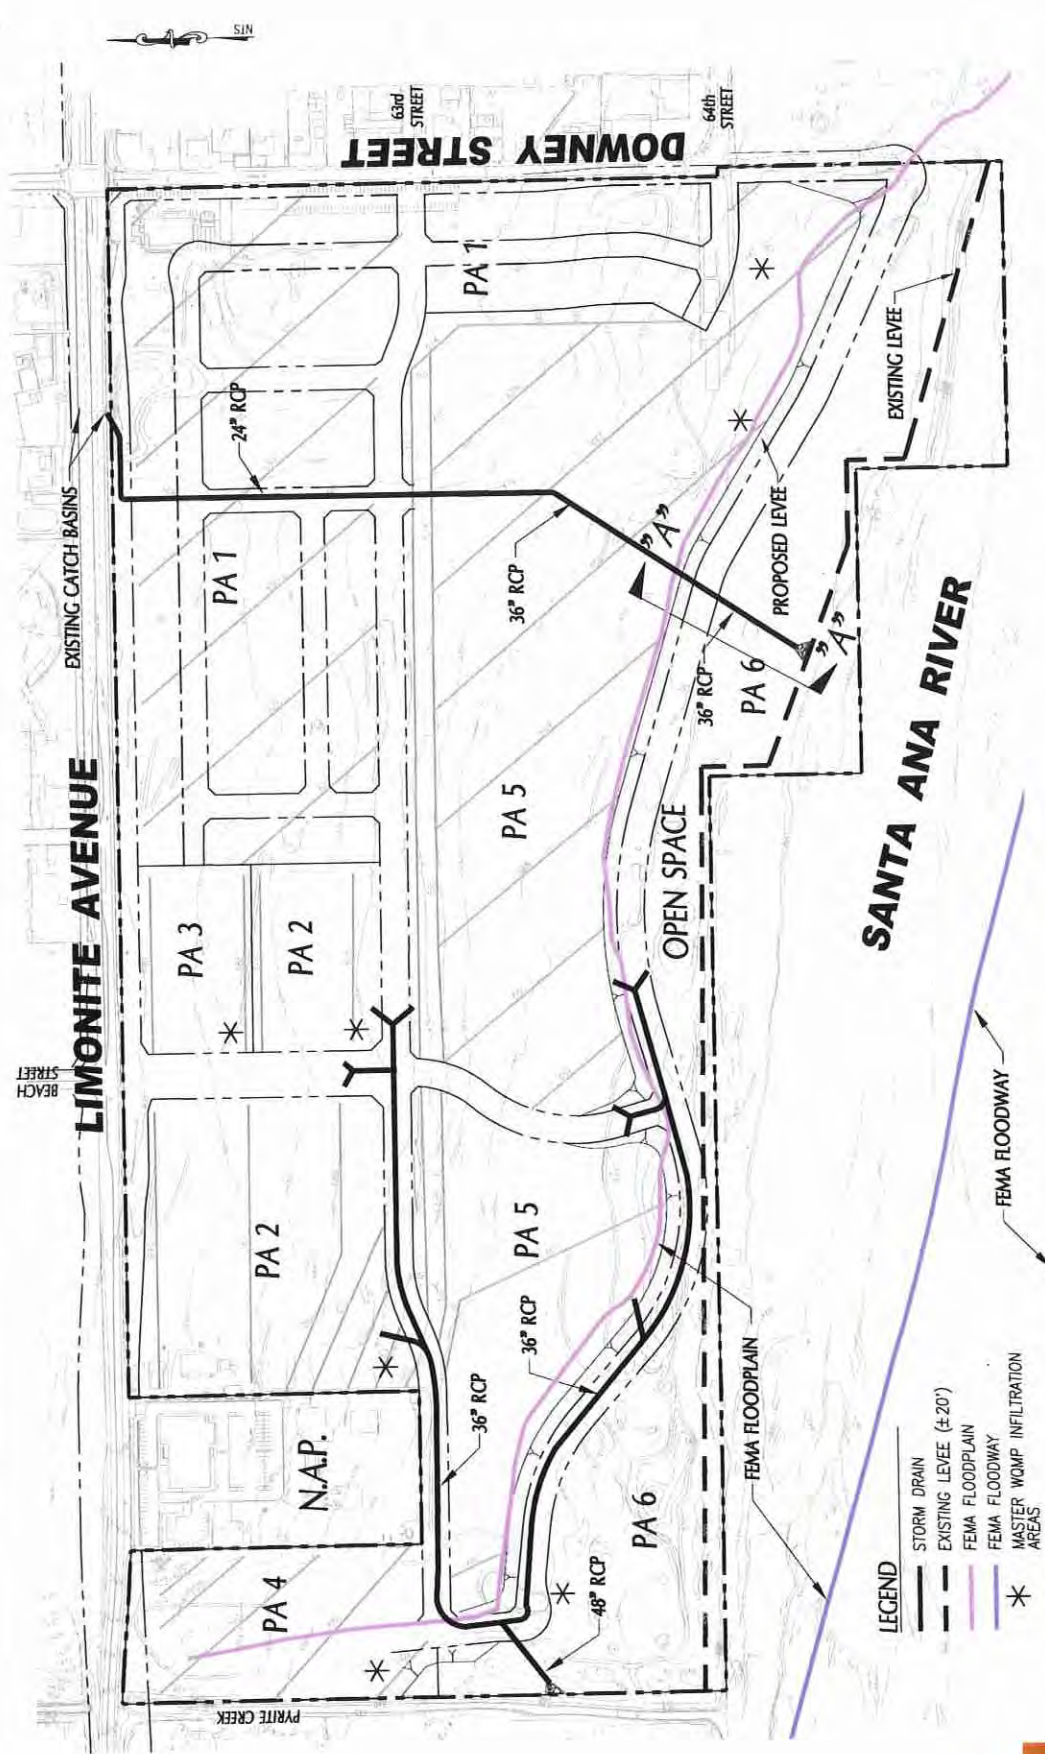 NTS
63rd
STREET
64th
STREET
DOWNEY STREET
PA 1
EXISTING CATCH BASINS
24" RCP
PA 1
36" RCP
"A"
PROPOSED LEVEE
EXISTING LEVEE
36" RCP
PA 6
"A"
LIMONITE AVENUE
PA 5
OPEN SPACE
SANTA ANA RIVER
PA 3
PA 2
BEACH
STREET
PA 2
PA 5
36" RCP
36" RCP
N.A.P.
PA 4
PA 6
48" RCP
PYRITE CREEK
FEMA FLOODPLAIN
FEMA FLOODWAY
LEGEND
STORM DRAIN
EXISTING LEVEE (±20')
FEMA FLOODPLAIN
FEMA FLOODWAY
MASTER WQMP INFILTRATION
AREAS